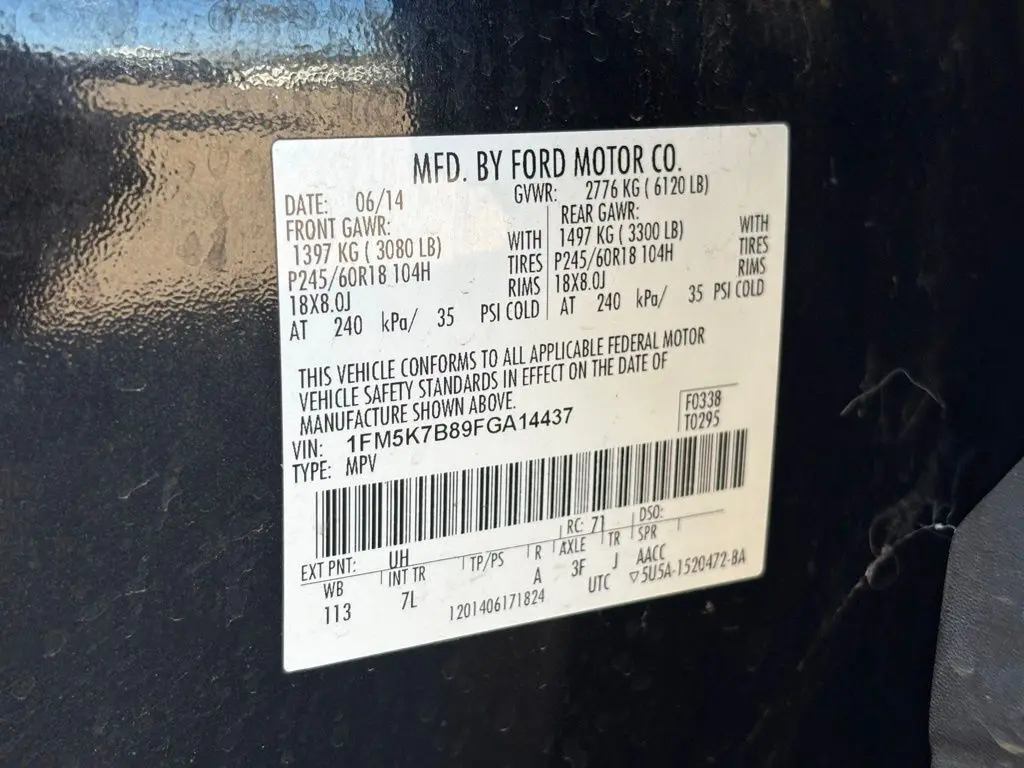 MFD. BY FORD MOTOR CO.
DATE: 06/14 GVWR: 2776 KG ( 6120 LB)
FRONT GAWR: REAR GAWR:
1397 KG ( 3080 LB) WITH 1497 KG ( 3300 LB) WITH
P245/60R18 104H TIRES P245/60R18 104H TIRES
18X8.0J RIMS 18X8.0J RIMS
AT 240 kPa/ 35 PSI COLD AT 240 kPa/ 35 PSI COLD
THIS VEHICLE CONFORMS TO ALL APPLICABLE FEDERAL MOTOR
VEHICLE SAFETY STANDARDS IN EFFECT ON THE DATE OF
MANUFACTURE SHOWN ABOVE.
F0338
VIN: 1FM5K7B89FGA14437 T0295
TYPE: MPV
EXT PNT: UH RC: 71 DSO:
WB INT TR TP/PS R AXLE TR SPR
113 7L A 3F J AACC
1201406171824 UTC ▽5U5A-1520472-BA